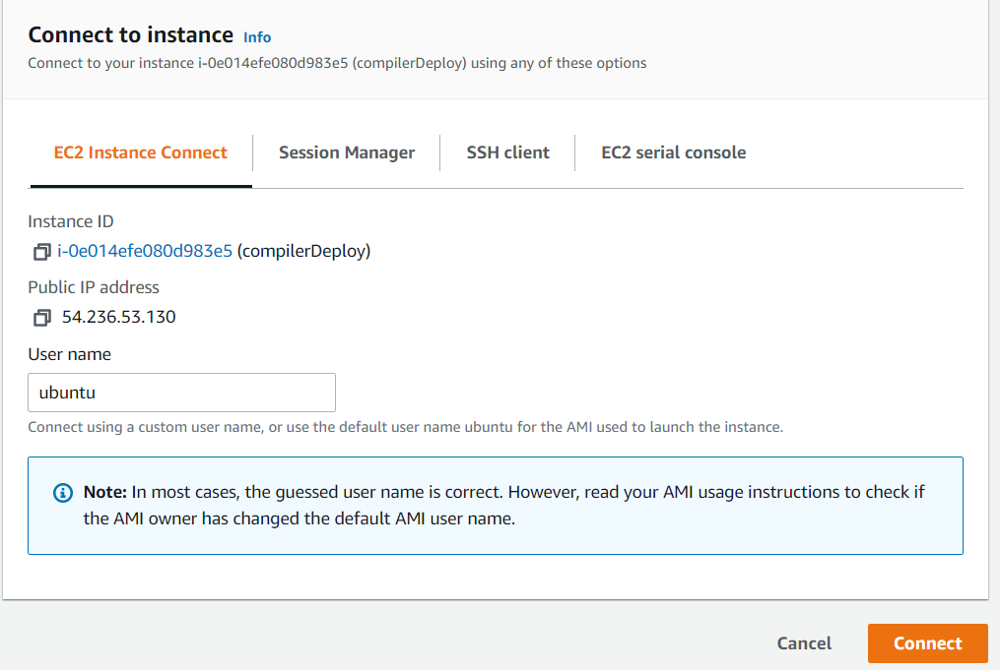 Connect to instance Info
Connect to your instance i-0e014efe080d983e5 (compilerDeploy) using any of these options
EC2 Instance Connect
Session Manager
SSH client
EC2 serial console
Instance ID
i-0e014efe080d983e5 (compilerDeploy)
Public IP address
54.236.53.130
User name
ubuntu
Connect using a custom user name, or use the default user name ubuntu for the AMI used to launch the instance.
Note: In most cases, the guessed user name is correct. However, read your AMI usage instructions to check if
the AMI owner has changed the default AMI user name.
Cancel
Connect